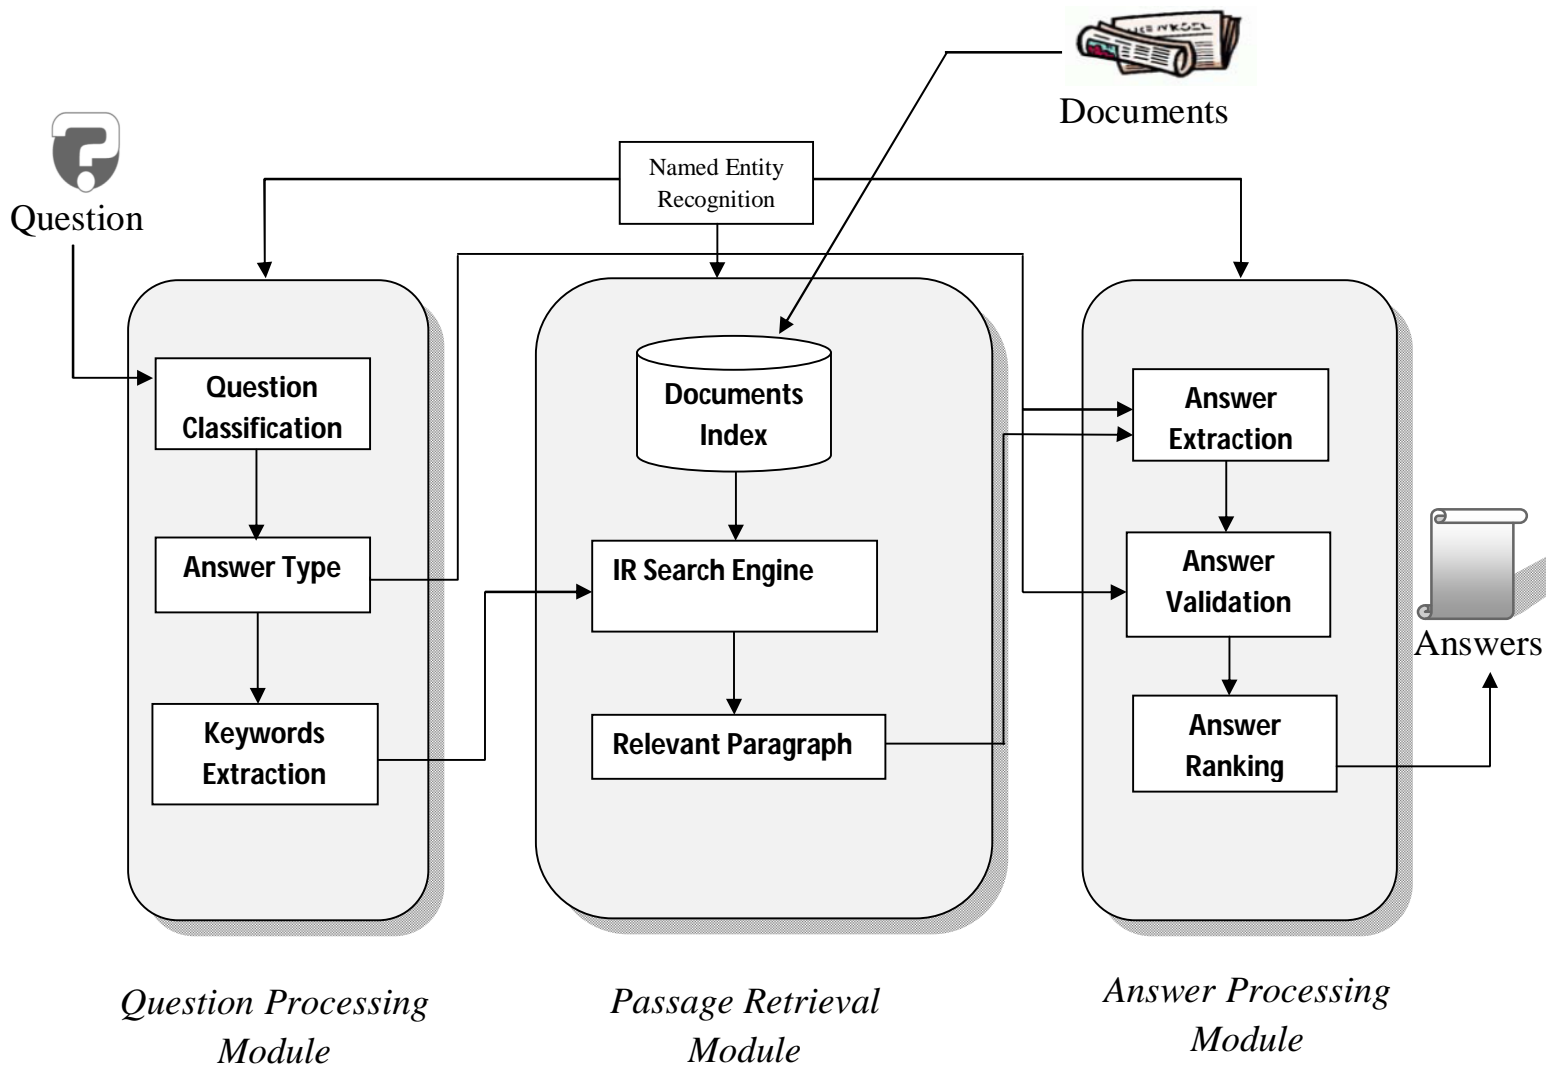 Documents
Question
Named Entity
Recognition
Question
Classification
Answer Type
Keywords
Extraction
Documents
Index
IR Search Engine
Relevant Paragraph
Answer
Extraction
Answer
Validation
Answer
Ranking
Answers
Question Processing
Module
Passage Retrieval
Module
Answer Processing
Module